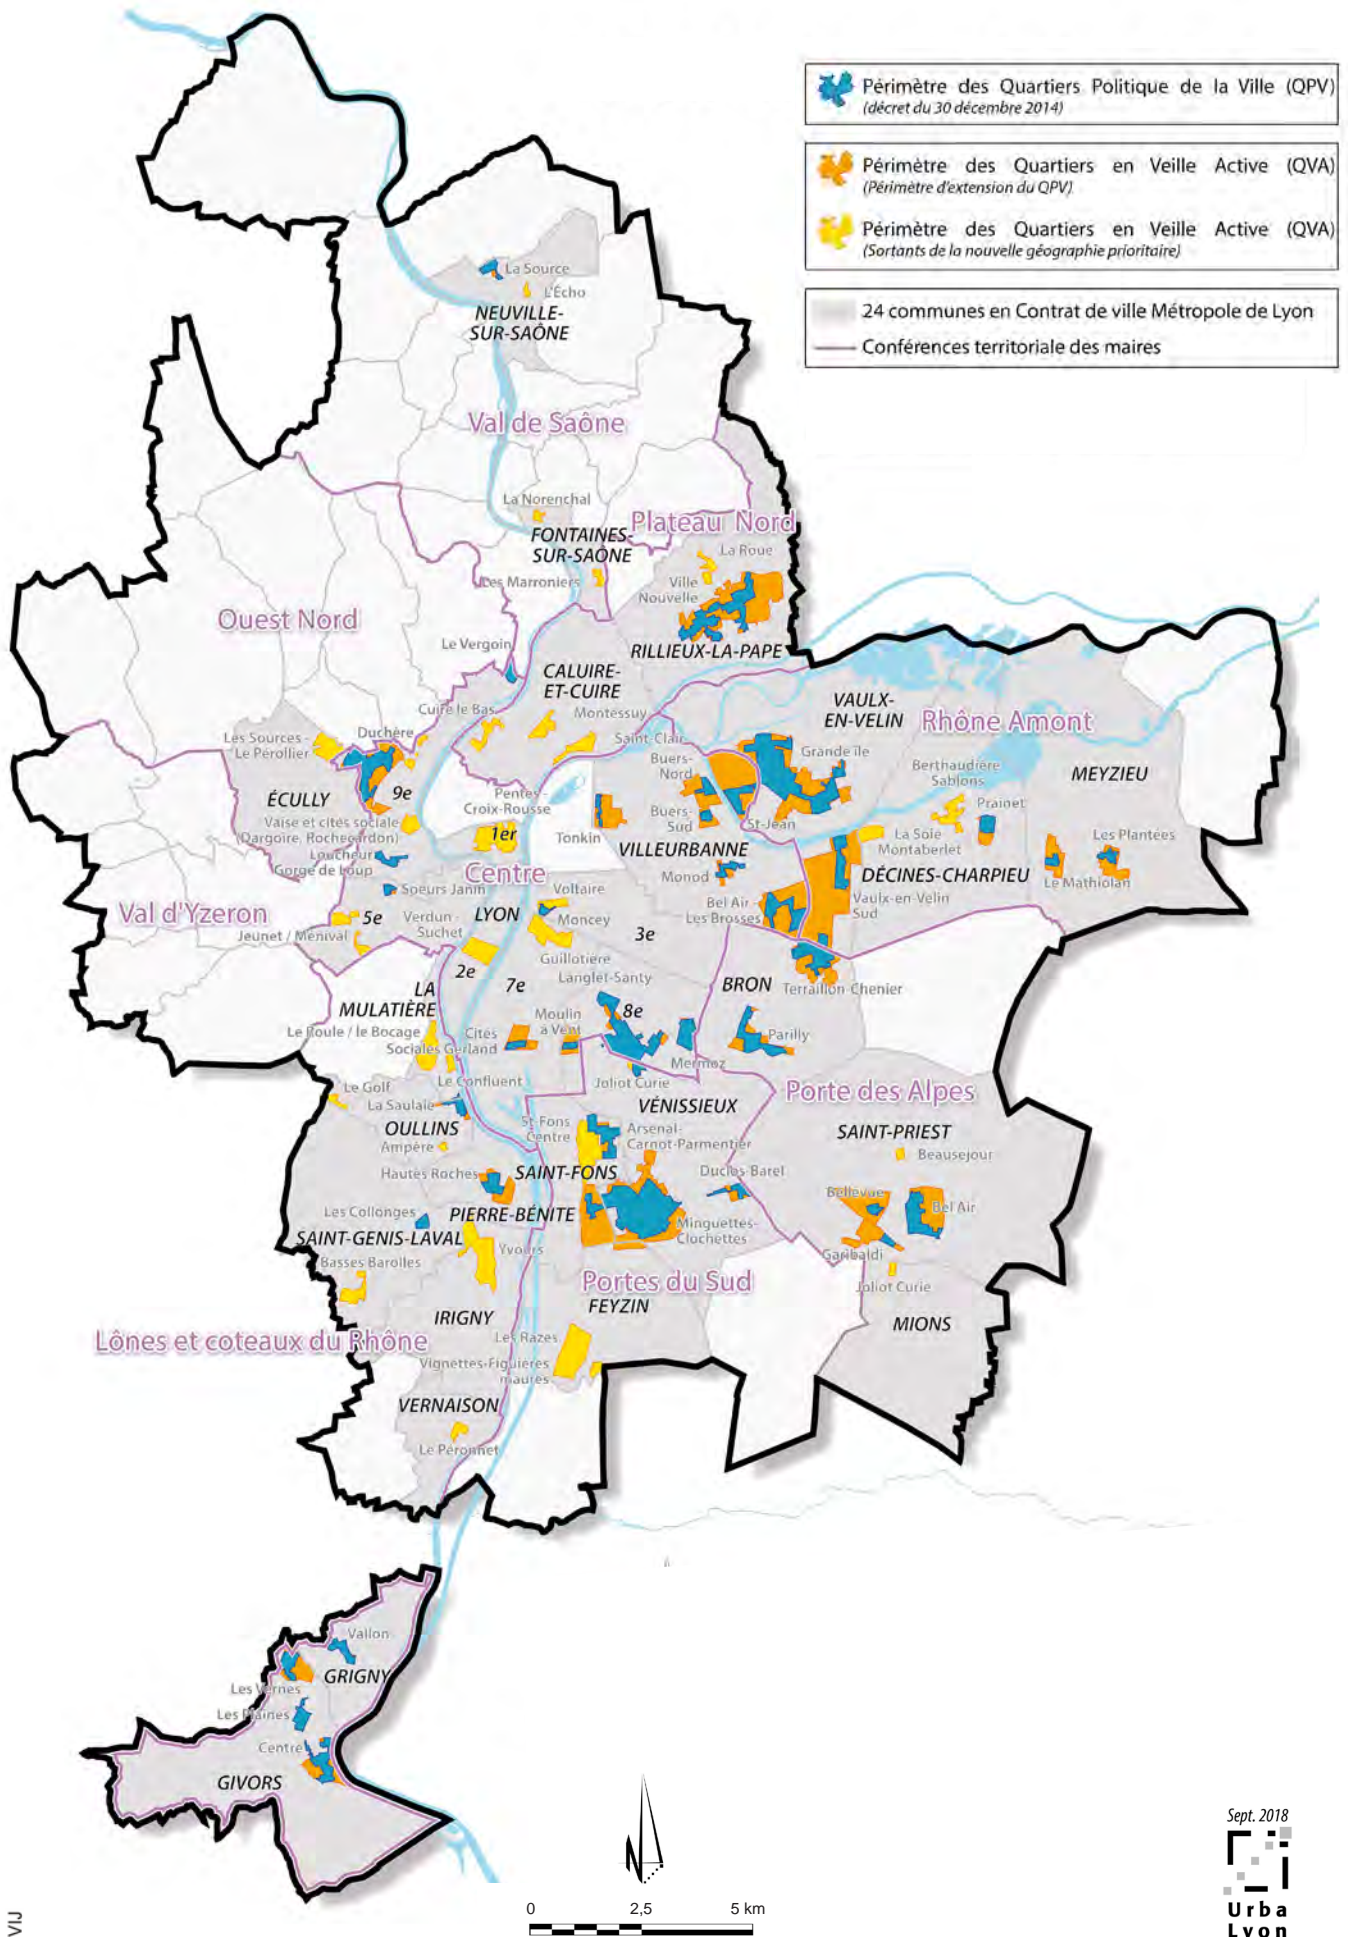 Périmètre des Quartiers Politique de la Ville (QPV)
(décret du 30 décembre 2014)
Périmètre des Quartiers en Veille Active (QVA)
(Périmètre d'extension du QPV)
Périmètre des Quartiers en Veille Active (QVA)
(Sortants de la nouvelle géographie prioritaire)
24 communes en Contrat de ville Métropole de Lyon
Conférences territoriale des maires
La Source
L'Écho
NEUVILLE-
SUR-SAÔNE
Val de Saône
La Norenchal
FONTAINES-
SUR-SAÔNE
Plateau Nord
La Roue
Les Marroniers
Ville
Nouvelle
Ouest Nord
Le Vergoin
RILLIEUX-LA-PAPE
CALUIRE-
ET-CUIRE
VAULX-
EN-VELIN
Rhône Amont
Cuire le Bas
Montessuy
Les Sources -
Le Pérollier
Duchère
Saint-Clair
Buers-
Nord
Grande île
Berthaudière
Sablons
MEYZIEU
ÉCULLY
9e
Pentes -
Croix-Rousse
Prainet
Vaise et cités sociale
(Dargoire, Rochecardon)
1er
Tonkin
Buers-
Sud
St-Jean
La Soie
Montaberlet
Les Plantées
Loucheur
Gorge de Loup
VILLEURBANNE
Centre
Monod
DÉCINES-CHARPIEU
Le Mathiolan
Soeurs Janin
Voltaire
Val d'Yzeron
5e
Verdun -
Suchet
LYON
Moncey
Bel Air -
Les Brosses
Vaulx-en-Velin
Sud
Jeunet / Ménival
3e
Guillotière
2e
7e
Langlet-Santy
BRON
Terraillon-Chenier
LA
MULATIÈRE
8e
Moulin
à Vent
Le Roule / le Bocage
Cités
Sociales Gerland
Parilly
Mermoz
Le Golf
Le Confluent
Joliot Curie
Porte des Alpes
La Saulaie
VÉNISSIEUX
OULLINS
St-Fons
Centre
Arsenal-
Carnot-Parmentier
SAINT-PRIEST
Ampère
Beausejour
Hautes Roches
SAINT-FONS
Duclos-Barel
Bellevue
Les Collonges
PIERRE-BÉNITE
Bel Air
SAINT-GENIS-LAVAL
Minguettes-
Clochettes
Yvours
Garibaldi
Basses Barolles
Portes du Sud
Joliot Curie
FEYZIN
IRIGNY
MIONS
Lônes et coteaux du Rhône
Les Razes
Vignettes-Figuières
maures
VERNAISON
Le Péronnet
Vallon
GRIGNY
Les Vernes
Les Plaines
Centre
GIVORS
N
0 2,5 5 km
Sept. 2018
Urba
Lyon
VIJ